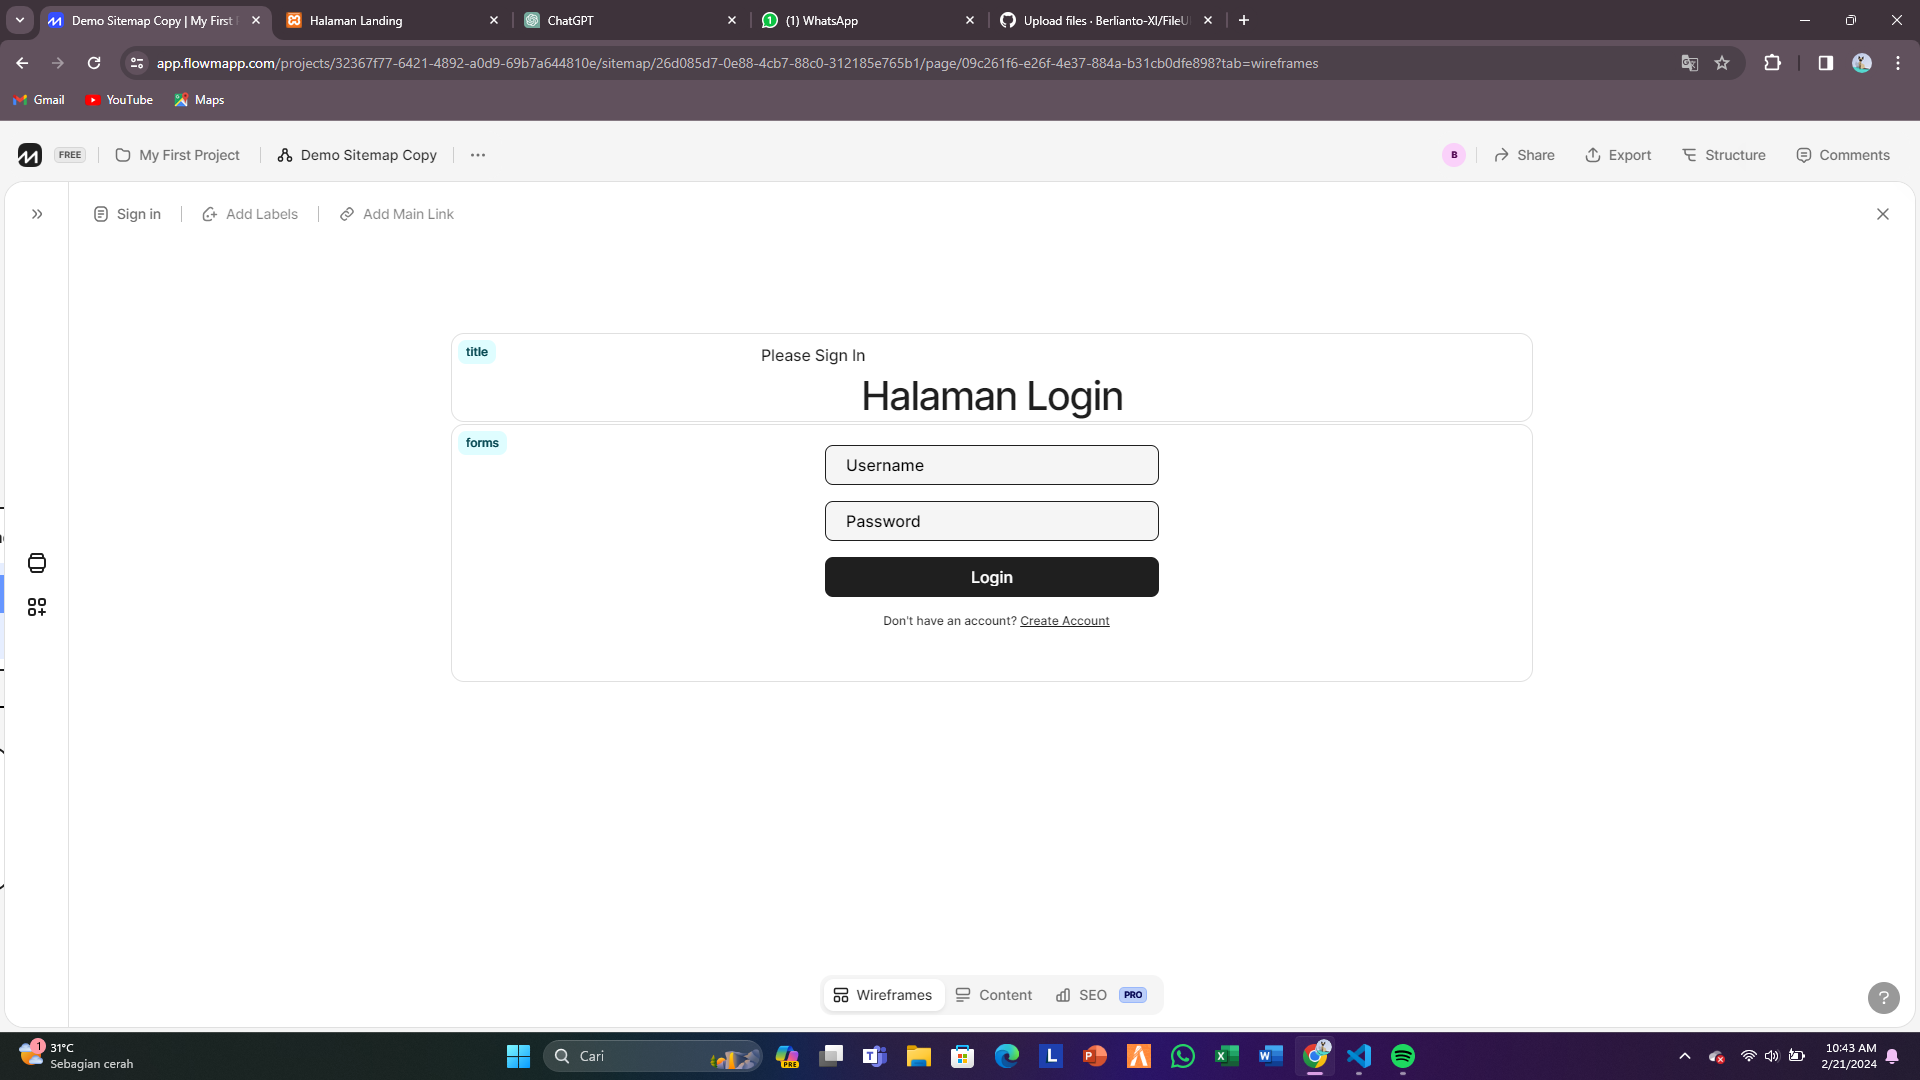 Demo Sitemap Copy | My First
Halaman Landing
ChatGPT
1
(1) WhatsApp
Upload files · Berlianto-XI/FileU
app.flowmapp.com/projects/32367f77-6421-4892-a0d9-69b7a644810e/sitemap/26d085d7-0e88-4cb7-88c0-312185e765b1/page/09c261f6-e26f-4e37-884a-b31cb0dfe898?tab=wireframes
Gmail
YouTube
Maps
FREE
My First Project
Demo Sitemap Copy
B
Share
Export
Structure
Comments
Sign in
Add Labels
Add Main Link
title
Please Sign In
Halaman Login
forms
Username
Password
Login
Don't have an account? Create Account
Wireframes
Content
SEO
PRO
?
1
31°C
Sebagian cerah
Cari
PRE
10:43 AM
2/21/2024